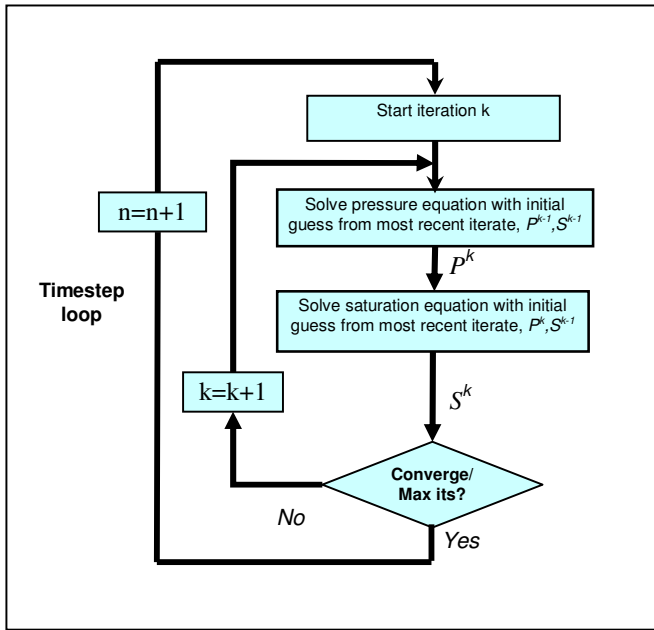 Start iteration k
n=n+1
Solve pressure equation with initial
guess from most recent iterate, P^{k-1},S^{k-1}
P^k
Timestep
loop
Solve saturation equation with initial
guess from most recent iterate, P^k,S^{k-1}
k=k+1
S^k
Converge/
Max its?
No
Yes